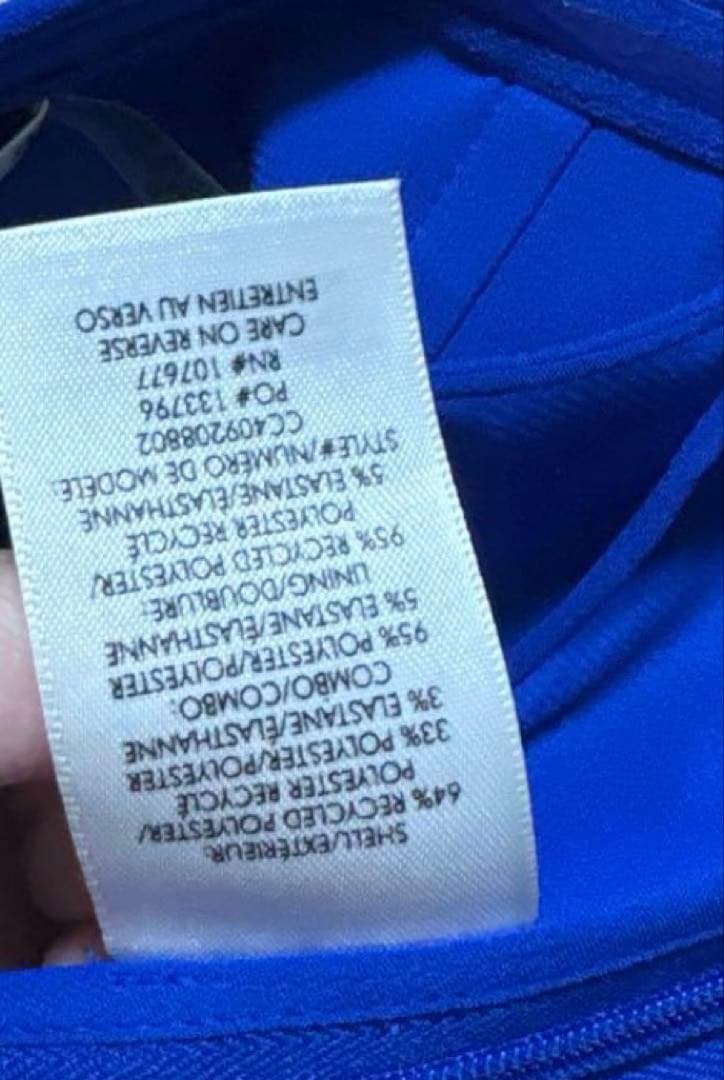 SHELL/EXTÉRIEUR:
64% RECYCLED POLYESTER/
POLYESTER RECYCLÉ
33% POLYESTER/POLYESTER
3% ELASTANE/ÉLASTHANNE
COMBO/COMBO:
95% POLYESTER/POLYESTER
5% ELASTANE/ÉLASTHANNE
LINING/DOUBLURE:
95% RECYCLED POLYESTER/
POLYESTER RECYCLÉ
5% ELASTANE/ÉLASTHANNE
STYLE#/NUMERO DE MODÈLE:
CC409208802
PO# 133796
RN# 107677
CARE ON REVERSE
ENTRETIEN AU VERSO